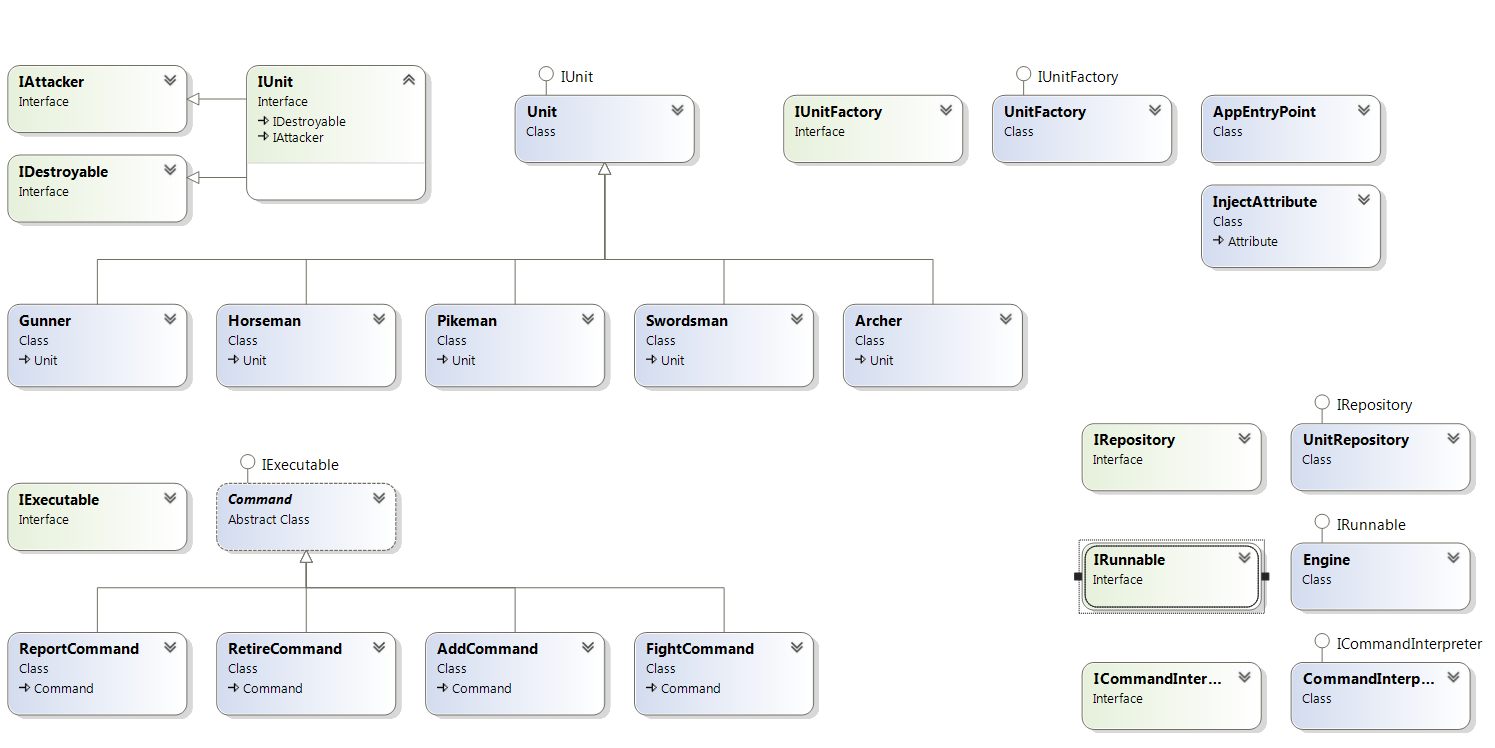 IAttacker
Interface
IDestroyable
Interface
IUnit
Interface
IDestroyable
IAttacker
IUnit
Unit
Class
IUnitFactory
Interface
IUnitFactory
UnitFactory
Class
AppEntryPoint
Class
InjectAttribute
Class
Attribute
Gunner
Class
Unit
Horseman
Class
Unit
Pikeman
Class
Unit
Swordsman
Class
Unit
Archer
Class
Unit
IExecutable
Interface
IExecutable
Command
Abstract Class
ReportCommand
Class
Command
RetireCommand
Class
Command
AddCommand
Class
Command
FightCommand
Class
Command
IRepository
Interface
IRepository
UnitRepository
Class
IRunnable
Interface
IRunnable
Engine
Class
ICommandInter...
Interface
ICommandInterpreter
CommandInterp...
Class